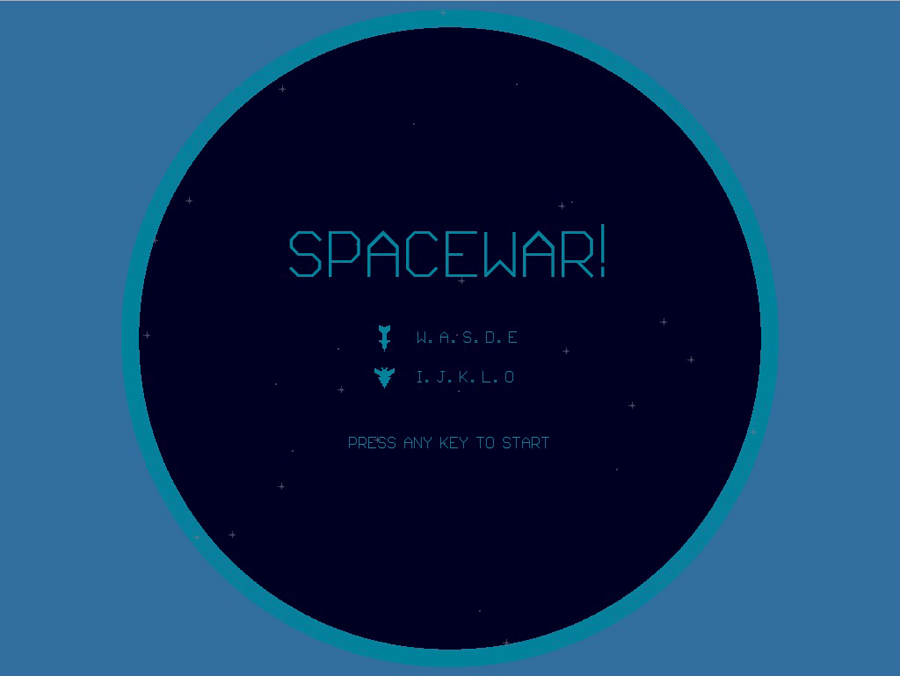 SPACEWAR!
W. A. S. D. E
I. J. K. L. O
PRESS ANY KEY TO START